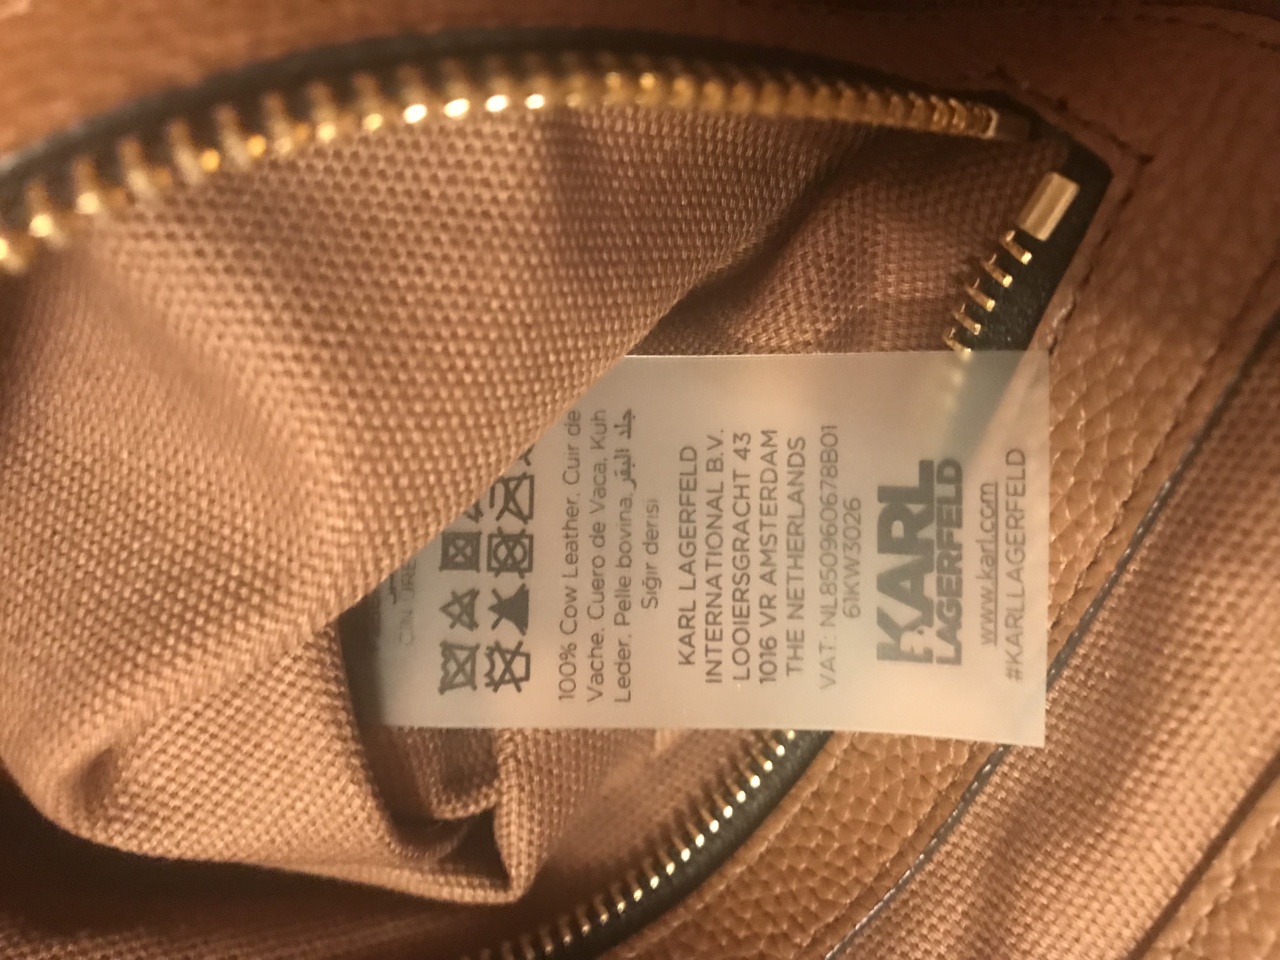 100% Cow Leather, Cuir de
Vache, Cuero de Vaca, Kuh
Leder, Pelle bovina, جلد البقر
Sığır derisi
KARL LAGERFELD
INTERNATIONAL B.V.
LOOIERSGRACHT 43
1016 VR AMSTERDAM
THE NETHERLANDS
VAT: NL850960678B01
61KW3026
KARL
LAGERFELD
www.karl.com
#KARLLAGERFELD